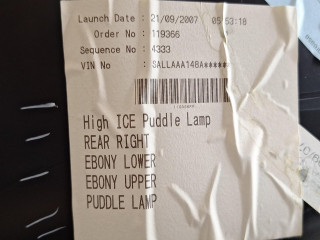 Launch Date : 21/09/2007 05:53:18
Order No : 119366
Sequence No : 4333
VIN No : SALLAAA148A******
High ICE Puddle Lamp
REAR RIGHT
EBONY LOWER
EBONY UPPER
PUDDLE LAMP